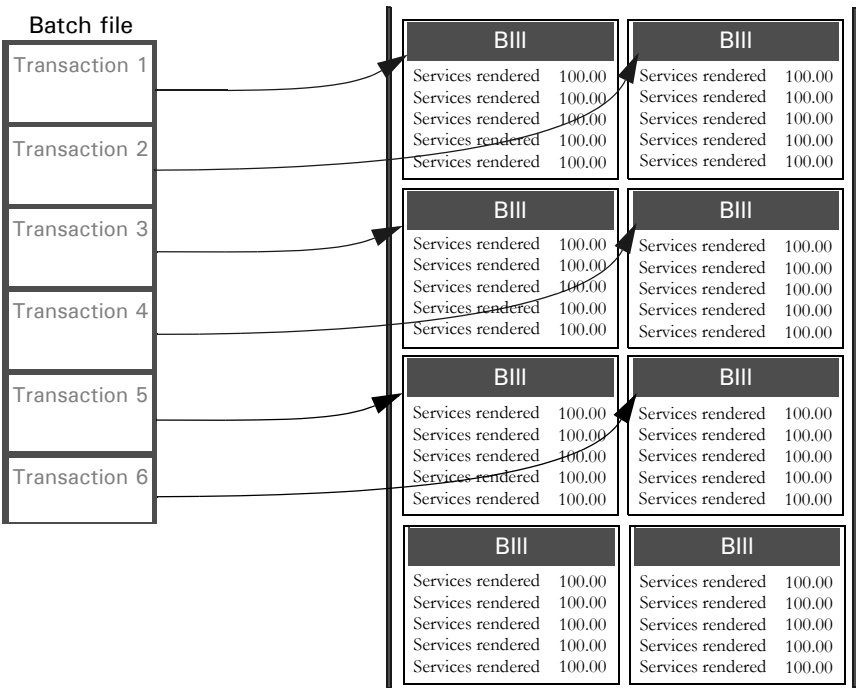 Batch file
Transaction 1
Transaction 2
Transaction 3
Transaction 4
Transaction 5
Transaction 6
BIll
Services rendered 100.00
Services rendered 100.00
Services rendered 100.00
Services rendered 100.00
Services rendered 100.00
BIll
Services rendered 100.00
Services rendered 100.00
Services rendered 100.00
Services rendered 100.00
Services rendered 100.00
BIll
Services rendered 100.00
Services rendered 100.00
Services rendered 100.00
Services rendered 100.00
Services rendered 100.00
BIll
Services rendered 100.00
Services rendered 100.00
Services rendered 100.00
Services rendered 100.00
Services rendered 100.00
BIll
Services rendered 100.00
Services rendered 100.00
Services rendered 100.00
Services rendered 100.00
Services rendered 100.00
BIll
Services rendered 100.00
Services rendered 100.00
Services rendered 100.00
Services rendered 100.00
Services rendered 100.00
BIll
Services rendered 100.00
Services rendered 100.00
Services rendered 100.00
Services rendered 100.00
Services rendered 100.00
BIll
Services rendered 100.00
Services rendered 100.00
Services rendered 100.00
Services rendered 100.00
Services rendered 100.00